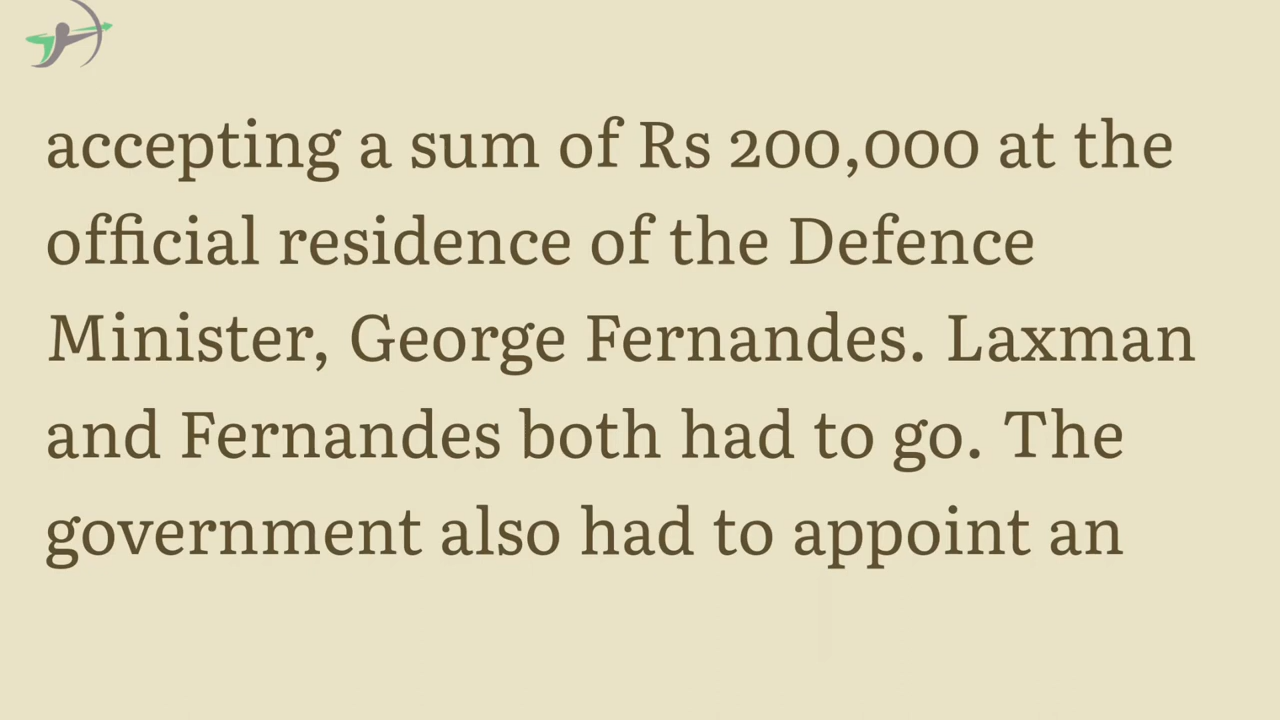 accepting a sum of Rs 200,000 at the
official residence of the Defence
Minister, George Fernandes. Laxman
and Fernandes both had to go. The
government also had to appoint an